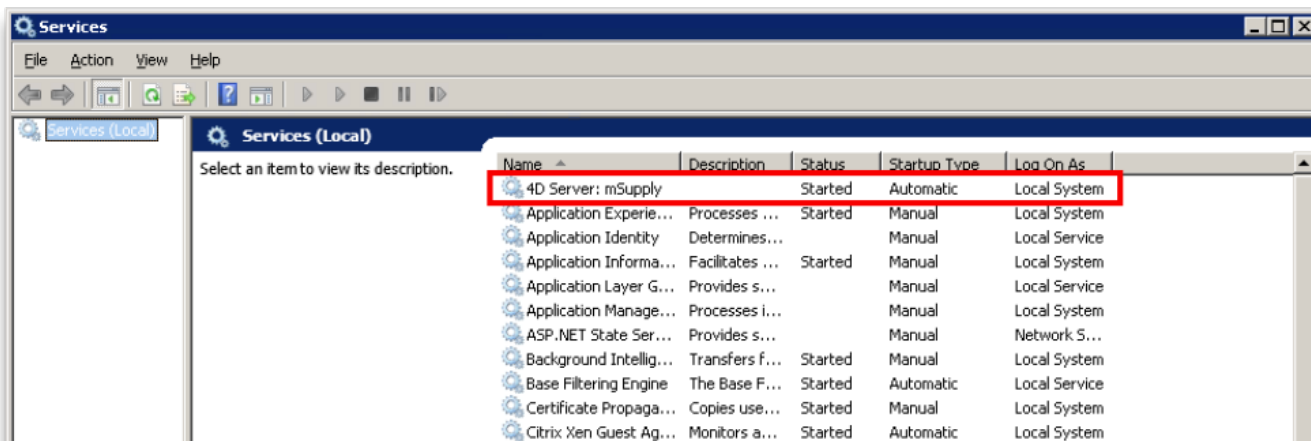 Services
File Action View Help
Services (Local)
Services (Local)
Select an item to view its description.
Name Description Status Startup Type Log On As
4D Server: mSupply Started Automatic Local System
Application Experie... Processes ... Started Manual Local System
Application Identity Determines... Manual Local Service
Application Informa... Facilitates ... Started Manual Local System
Application Layer G... Provides s... Manual Local Service
Application Manage... Processes i... Manual Local System
ASP.NET State Ser... Provides s... Manual Network S...
Background Intellig... Transfers f... Started Manual Local System
Base Filtering Engine The Base F... Started Automatic Local Service
Certificate Propaga... Copies use... Started Manual Local System
Citrix Xen Guest Ag... Monitors a... Started Automatic Local System